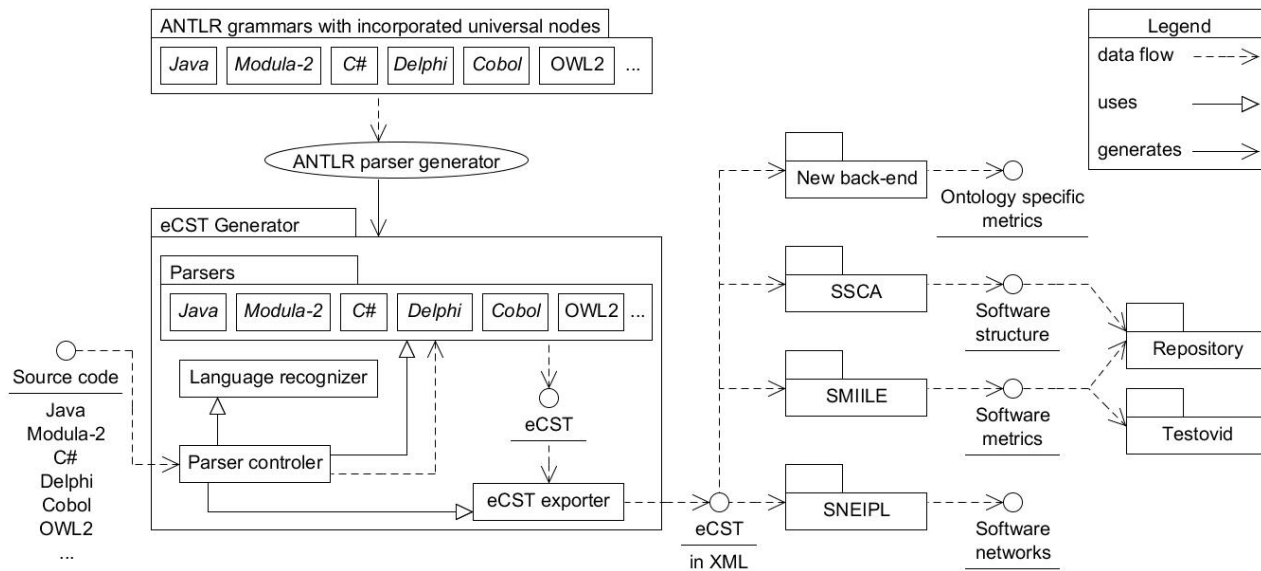 ANTLR grammars with incorporated universal nodes
Java Modula-2 C# Delphi Cobol OWL2 ...
ANTLR parser generator
eCST Generator
Parsers
Java Modula-2 C# Delphi Cobol OWL2 ...
Language recognizer
Parser controler
eCST
eCST exporter
Source code
Java
Modula-2
C#
Delphi
Cobol
OWL2
...
eCST
in XML
New back-end
Ontology specific
metrics
SSCA
Software
structure
SMIILE
Software
metrics
SNEIPL
Software
networks
Repository
Testovid
Legend
data flow
uses
generates